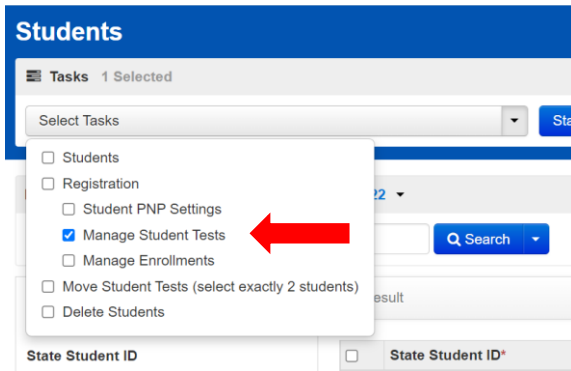 Students
Tasks 1 Selected
Select Tasks
Sta
Students
Registration
22
Student PNP Settings
Manage Student Tests
Search
Manage Enrollments
Move Student Tests (select exactly 2 students)
esult
Delete Students
State Student ID
State Student ID*